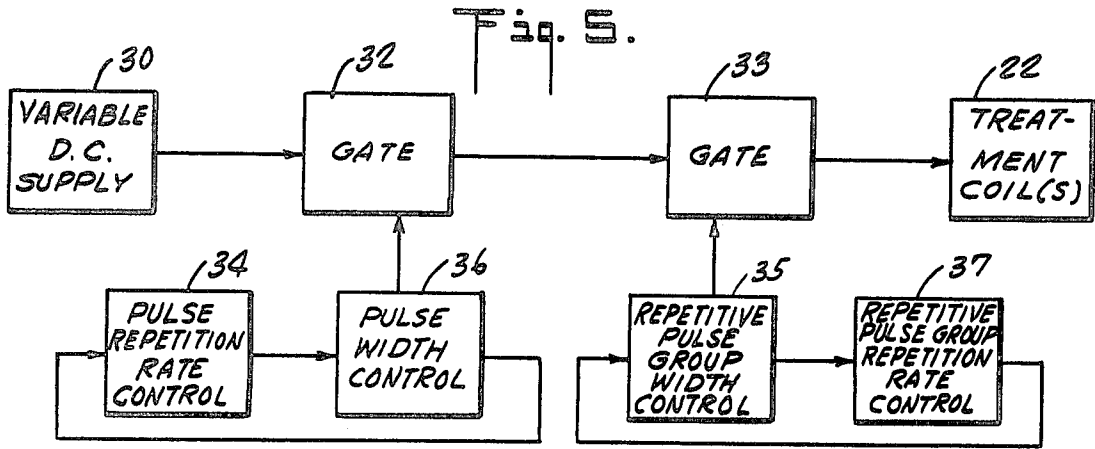 Fig. 5.
30
32
33
22
VARIABLE
D.C.
SUPPLY
GATE
GATE
TREAT-
MENT
COIL(S)
34
36
35
37
PULSE
REPETITION
RATE
CONTROL
PULSE
WIDTH
CONTROL
REPETITIVE
PULSE
GROUP
WIDTH
CONTROL
REPETITIVE
PULSE GROUP
REPETITION
RATE
CONTROL